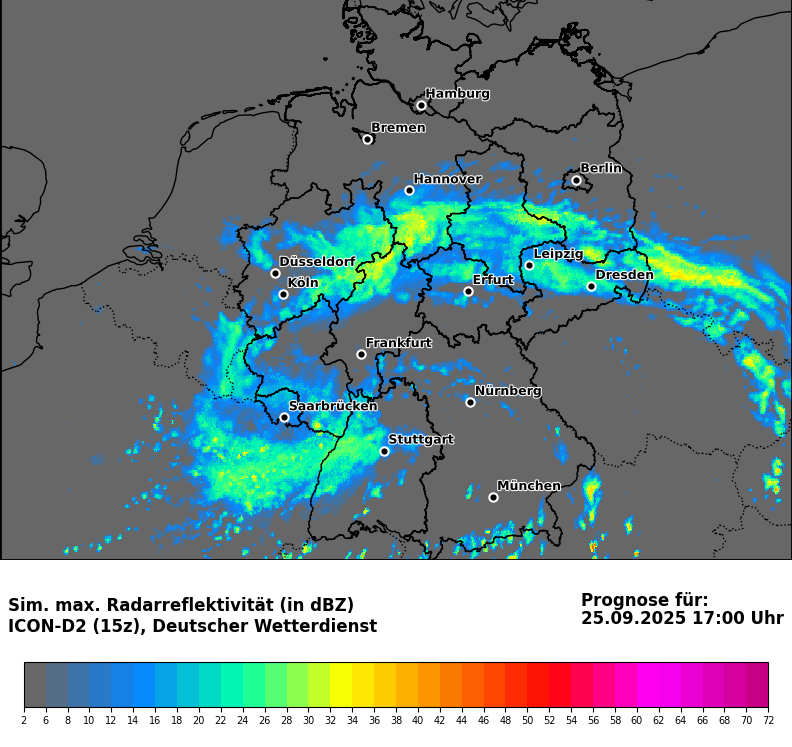 Hamburg
Bremen
Berlin
Hannover
Leipzig
Düsseldorf
Dresden
Erfurt
Köln
Frankfurt
Nürnberg
Saarbrücken
Stuttgart
München
Sim. max. Radarreflektivität (in dBZ)
ICON-D2 (15z), Deutscher Wetterdienst
Prognose für:
25.09.2025 17:00 Uhr
2 6 8 10 12 14 16 18 20 22 24 26 28 30 32 34 36 38 40 42 44 46 48 50 52 54 56 58 60 62 64 66 68 70 72